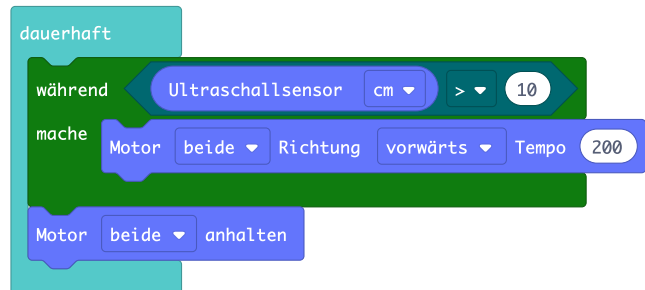 dauerhaft
während Ultraschallsensor cm > 10
mache Motor beide Richtung vorwärts Tempo 200
Motor beide anhalten